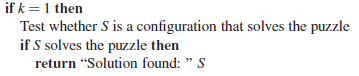 if k = 1 then
Test whether S is a configuration that solves the puzzle
if S solves the puzzle then
return “Solution found: ” S